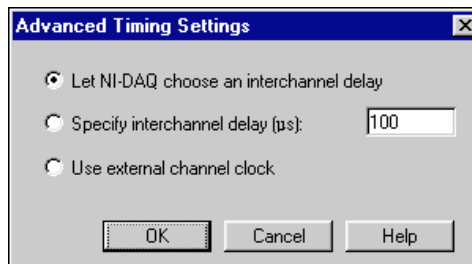 Advanced Timing Settings
Let NI-DAQ choose an interchannel delay
Specify interchannel delay (µs): 100
Use external channel clock
OK Cancel Help